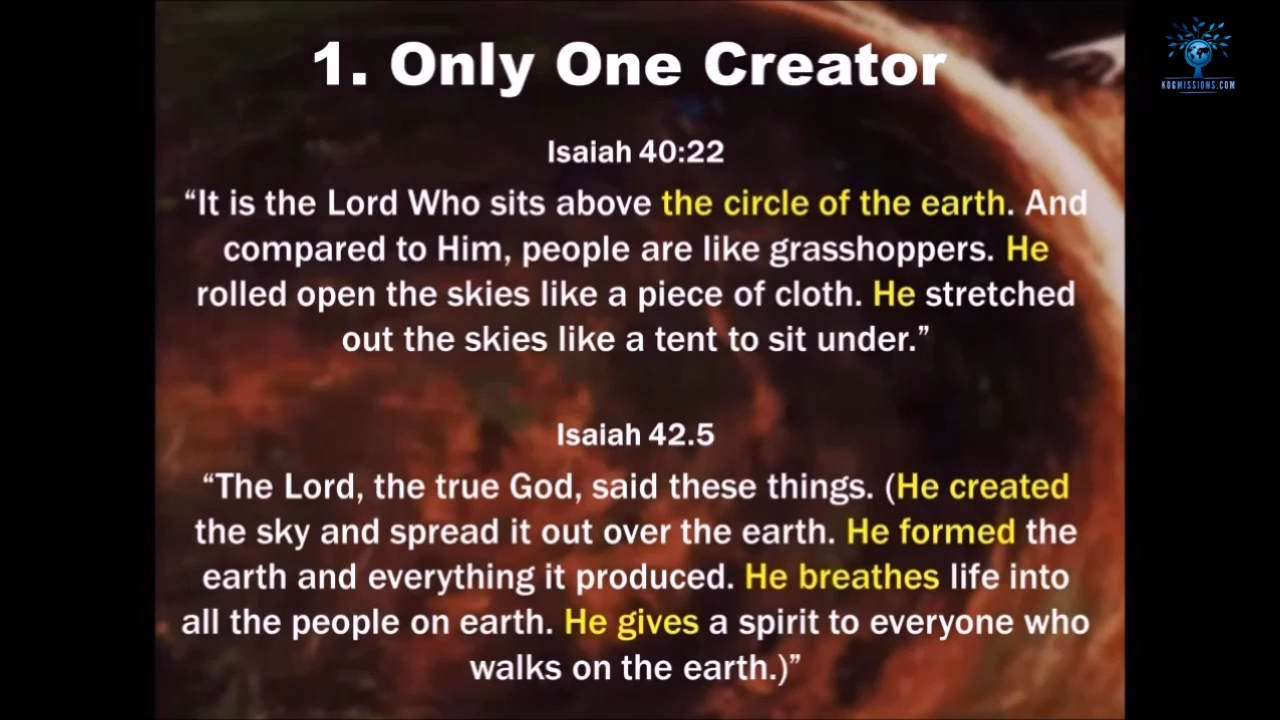 1. Only One Creator
KOGMISSIONS.COM
Isaiah 40:22
“It is the Lord Who sits above the circle of the earth. And
compared to Him, people are like grasshoppers. He
rolled open the skies like a piece of cloth. He stretched
out the skies like a tent to sit under.”
Isaiah 42.5
“The Lord, the true God, said these things. (He created
the sky and spread it out over the earth. He formed the
earth and everything it produced. He breathes life into
all the people on earth. He gives a spirit to everyone who
walks on the earth.)”